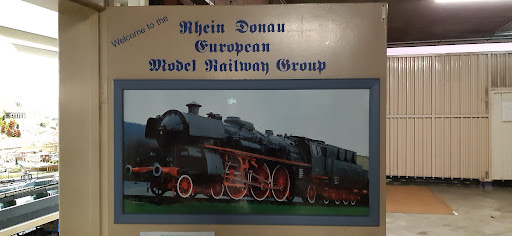 Welcome to the
Rhein Donau
European
Model Railway Group